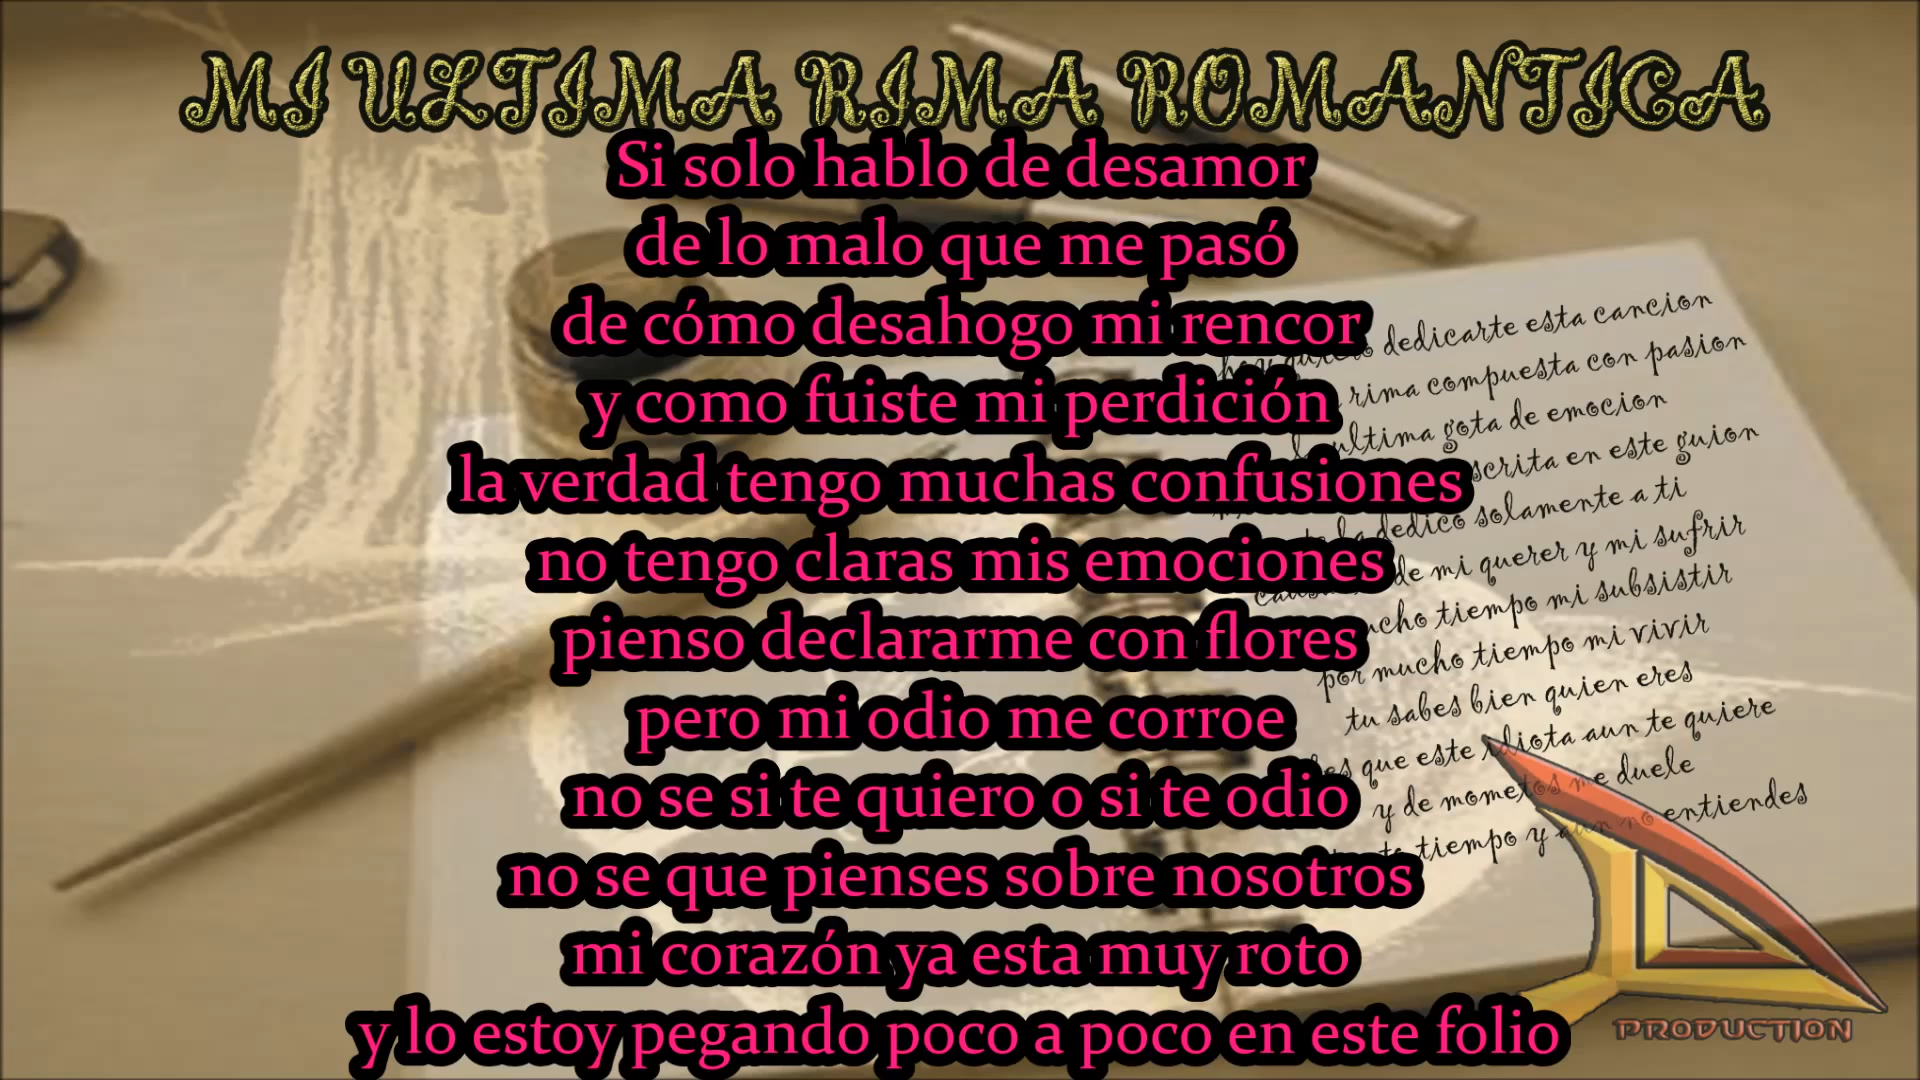 MI ULTIMA RIMA ROMANTICA
Si solo hablo de desamor
de lo malo que me pasó
de cómo desahogo mi rencor
y como fuiste mi perdición
la verdad tengo muchas confusiones
no tengo claras mis emociones
pienso declararme con flores
pero mi odio me corroe
no se si te quiero o si te odio
no se que pienses sobre nosotros
mi corazón ya esta muy roto
y lo estoy pegando poco a poco en este folio
dedicarte esta cancion
rima compuesta con pasion
ultima gota de emocion
en este guion
la dedico solamente a ti
de mi querer y mi sufrir
tiempo mi subsistir
por mucho tiempo mi vivir
tu sabes bien quien eres
que este idiota aun te quiere
y de mometos me duele
tiempo y aun no entiendes
PRODUCTION